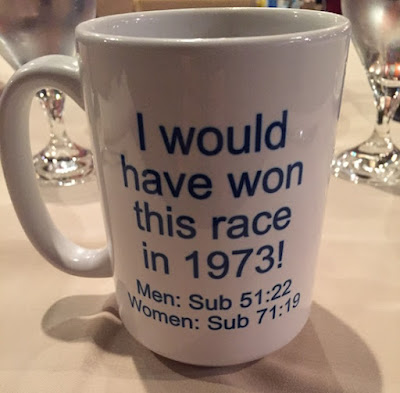 I would
have won
this race
in 1973!
Men: Sub 51:22
Women: Sub 71:19